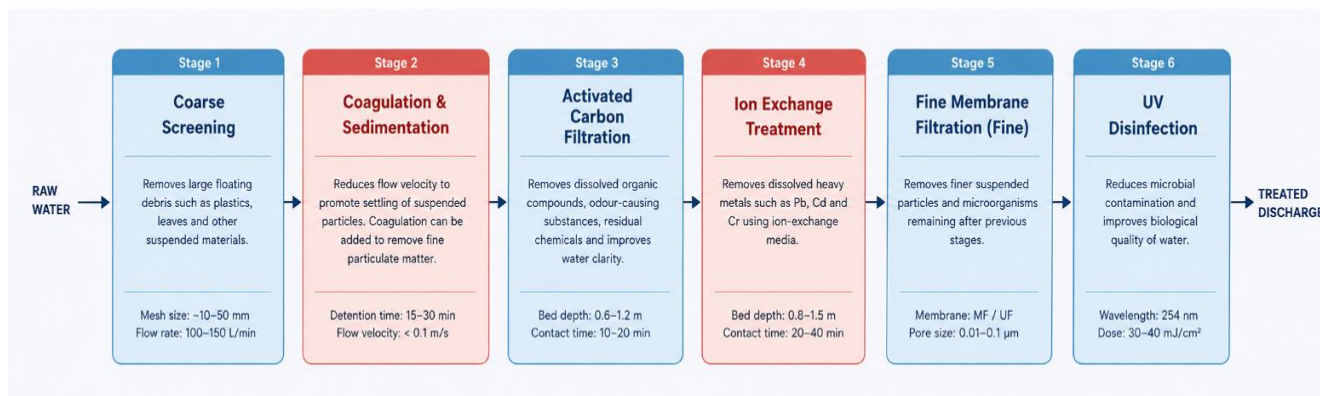 RAW
WATER
Stage 1
Coarse
Screening
Removes large floating
debris such as plastics,
leaves and other
suspended materials.
Mesh size: ~10–50 mm
Flow rate: 100–150 L/min
Stage 2
Coagulation &
Sedimentation
Reduces flow velocity to
promote settling of suspended
particles. Coagulation can be
added to remove fine
particulate matter.
Detention time: 15–30 min
Flow velocity: < 0.1 m/s
Stage 3
Activated
Carbon
Filtration
Removes dissolved organic
compounds, odour-causing
substances, residual
chemicals and improves
water clarity.
Bed depth: 0.6–1.2 m
Contact time: 10–20 min
Stage 4
Ion Exchange
Treatment
Removes dissolved heavy
metals such as Pb, Cd and
Cr using ion-exchange
media.
Bed depth: 0.8–1.5 m
Contact time: 20–40 min
Stage 5
Fine Membrane
Filtration (Fine)
Removes finer suspended
particles and microorganisms
remaining after previous
stages.
Membrane: MF / UF
Pore size: 0.01–0.1 μm
Stage 6
UV
Disinfection
Reduces microbial
contamination and
improves biological
quality of water.
Wavelength: 254 nm
Dose: 30–40 mJ/cm²
TREATED
DISCHARGE